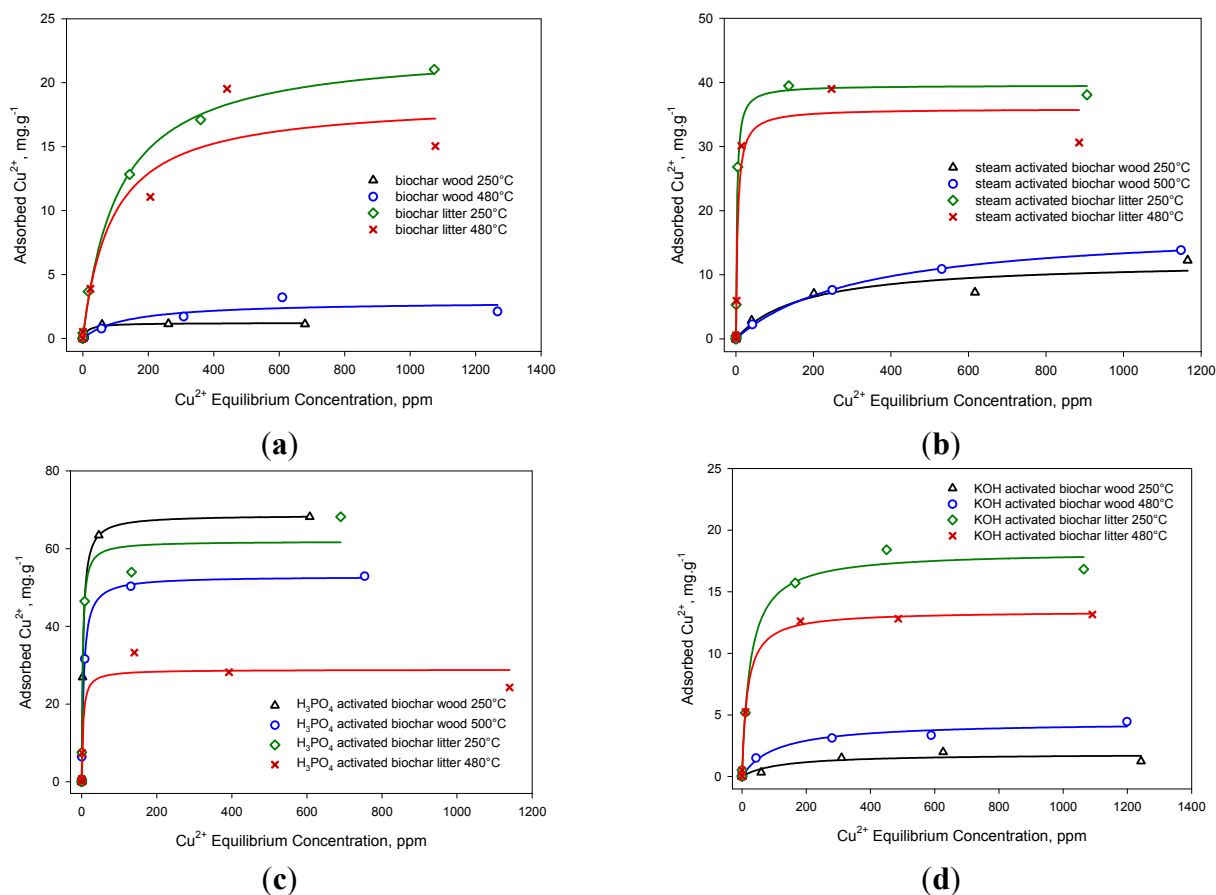 25
20
15
10
5
0
Adsorbed Cu²⁺, mg.g⁻¹
biochar wood 250°C
biochar wood 480°C
biochar litter 250°C
biochar litter 480°C
0 200 400 600 800 1000 1200 1400
Cu²⁺ Equilibrium Concentration, ppm
(a)
50
40
30
20
10
0
Adsorbed Cu²⁺, mg.g⁻¹
steam activated biochar wood 250°C
steam activated biochar wood 500°C
steam activated biochar litter 250°C
steam activated biochar litter 480°C
0 200 400 600 800 1000 1200
Cu²⁺ Equilibrium Concentration, ppm
(b)
80
60
40
20
0
Adsorbed Cu²⁺, mg.g⁻¹
H₃PO₄ activated biochar wood 250°C
H₃PO₄ activated biochar wood 500°C
H₃PO₄ activated biochar litter 250°C
H₃PO₄ activated biochar litter 480°C
0 200 400 600 800 1000 1200
Cu²⁺ Equilibrium Concentration, ppm
(c)
25
20
15
10
5
0
Adsorbed Cu²⁺, mg.g⁻¹
KOH activated biochar wood 250°C
KOH activated biochar wood 480°C
KOH activated biochar litter 250°C
KOH activated biochar litter 480°C
0 200 400 600 800 1000 1200 1400
Cu²⁺ Equilibrium Concentration, ppm
(d)